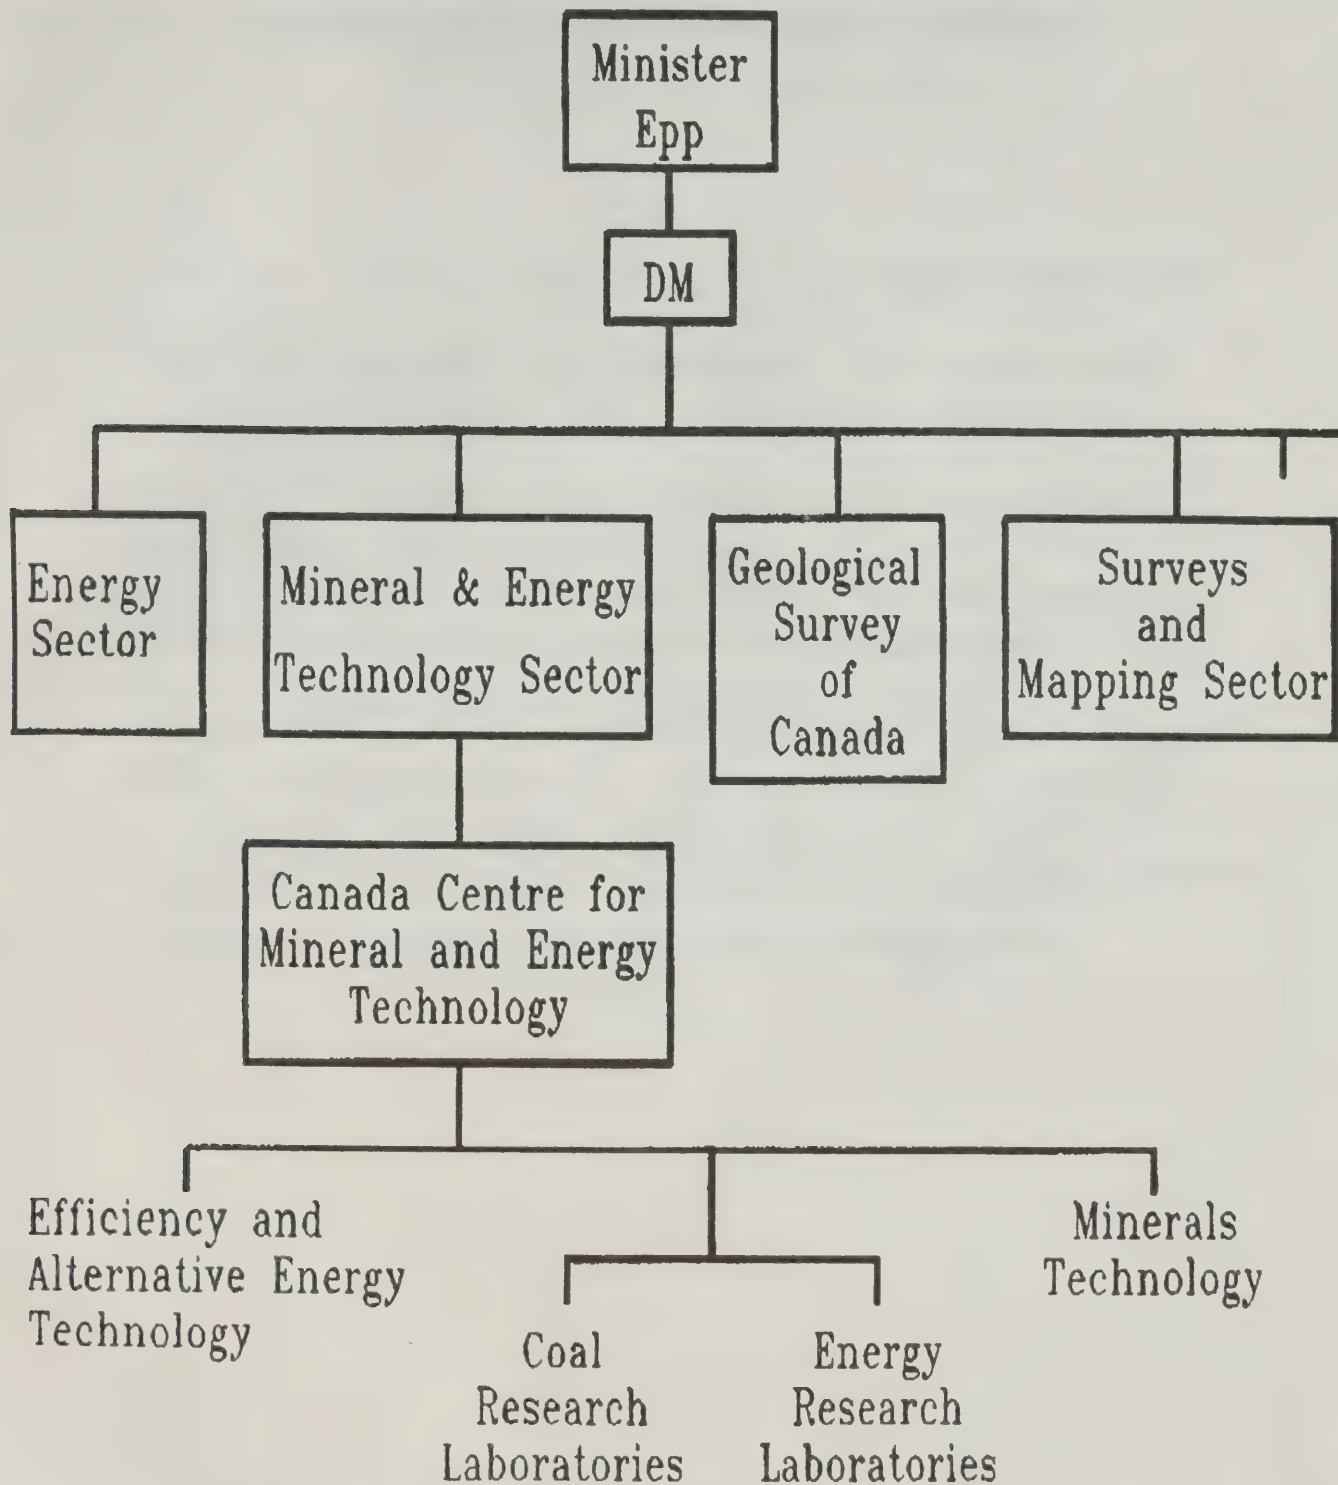 Minister
Epp
DM
Energy
Sector
Mineral & Energy
Technology Sector
Geological
Survey
of
Canada
Surveys
and
Mapping Sector
Canada Centre for
Mineral and Energy
Technology
Efficiency and
Alternative Energy
Technology
Coal
Research
Laboratories
Energy
Research
Laboratories
Minerals
Technology